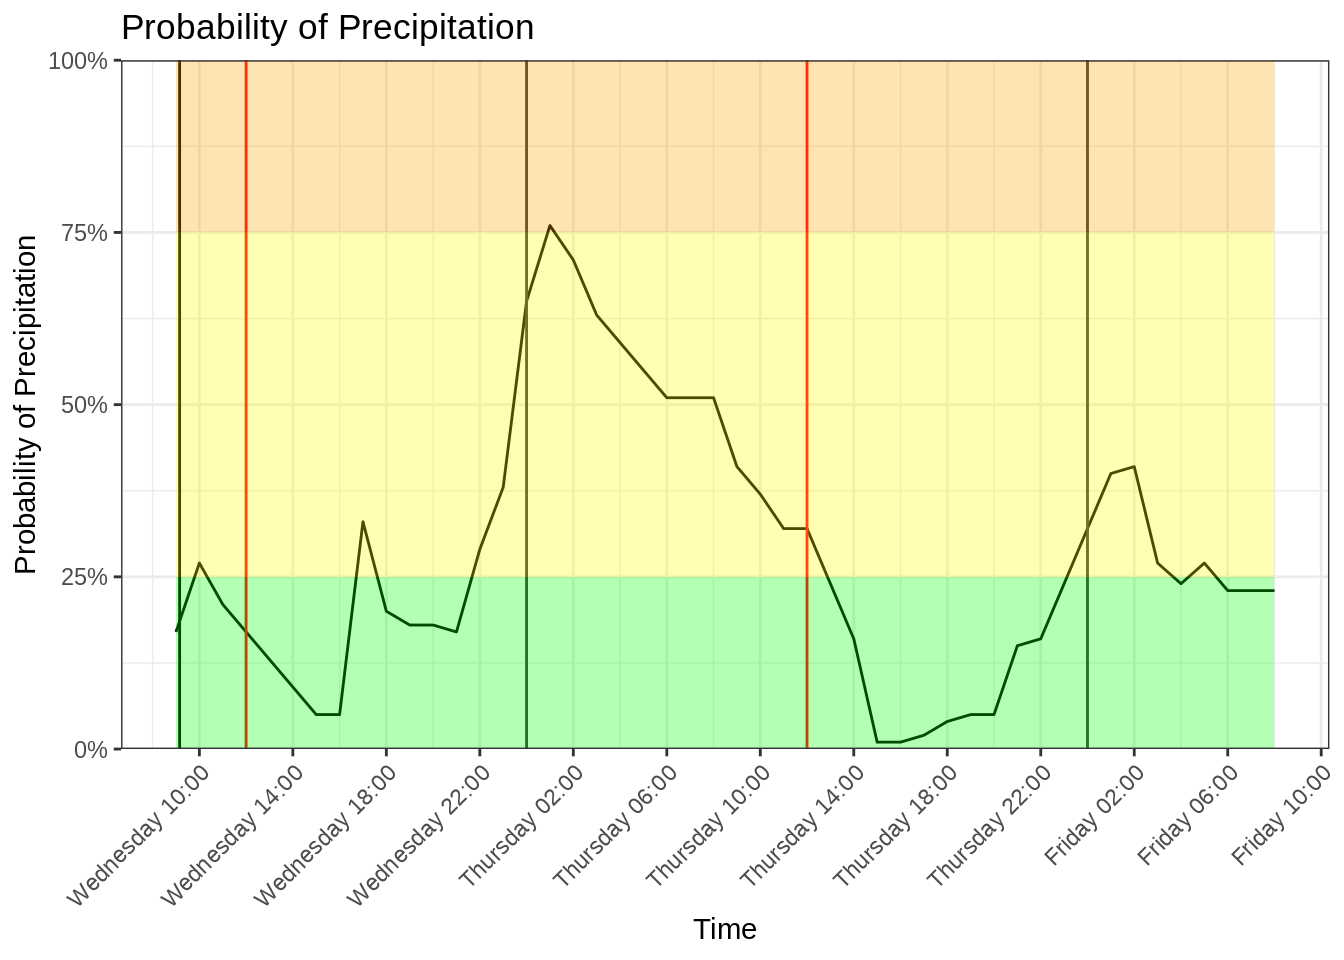 Probability of Precipitation
100%
75%
50%
25%
0%
Probability of Precipitation
Wednesday 10:00
Wednesday 14:00
Wednesday 18:00
Wednesday 22:00
Thursday 02:00
Thursday 06:00
Thursday 10:00
Thursday 14:00
Thursday 18:00
Thursday 22:00
Friday 02:00
Friday 06:00
Friday 10:00
Time